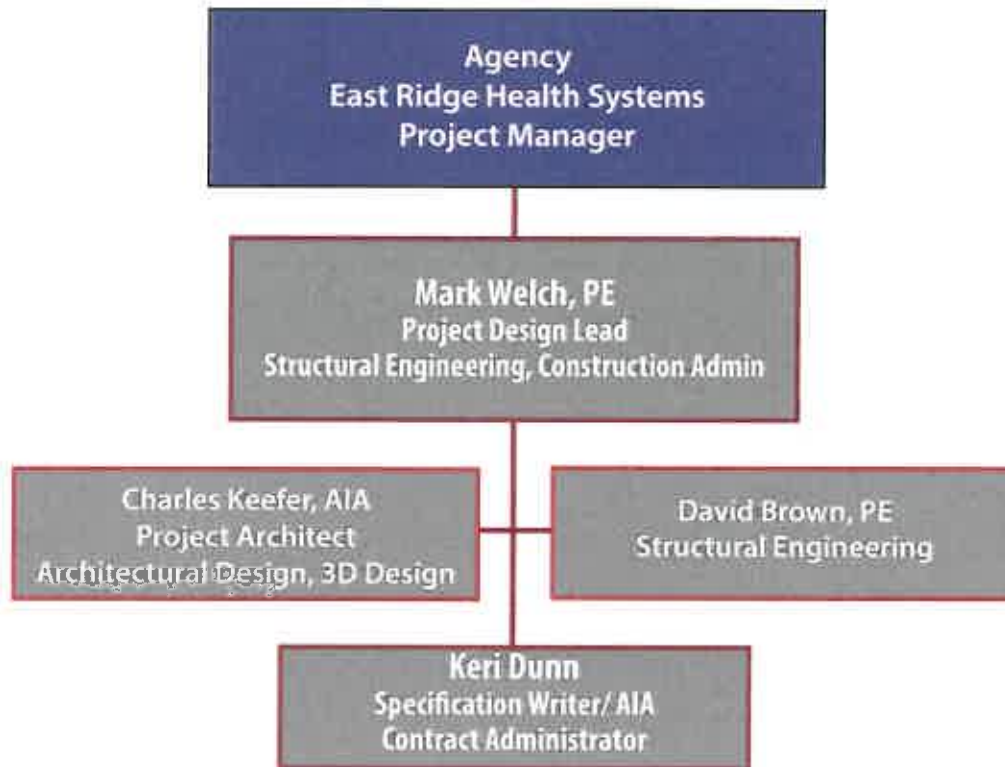 Agency
East Ridge Health Systems
Project Manager
Mark Welch, PE
Project Design Lead
Structural Engineering, Construction Admin
Charles Keefer, AIA
Project Architect
Architectural Design, 3D Design
David Brown, PE
Structural Engineering
Keri Dunn
Specification Writer/ AIA
Contract Administrator